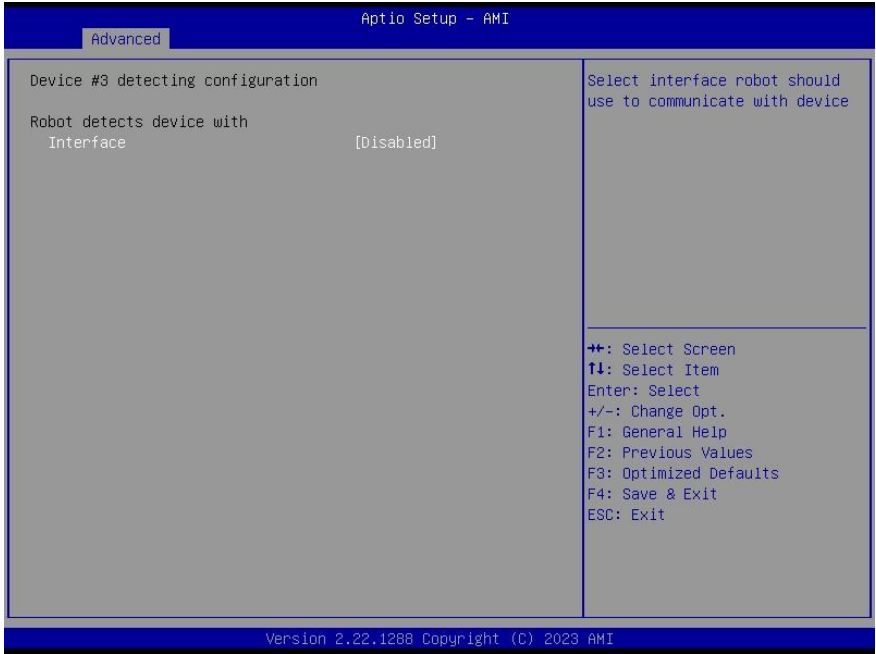 Aptio Setup - AMI
Advanced
Device #3 detecting configuration
Robot detects device with
Interface [Disabled]
Select interface robot should
use to communicate with device
→←: Select Screen
↑↓: Select Item
Enter: Select
+/-: Change Opt.
F1: General Help
F2: Previous Values
F3: Optimized Defaults
F4: Save & Exit
ESC: Exit
Version 2.22.1288 Copyright (C) 2023 AMI